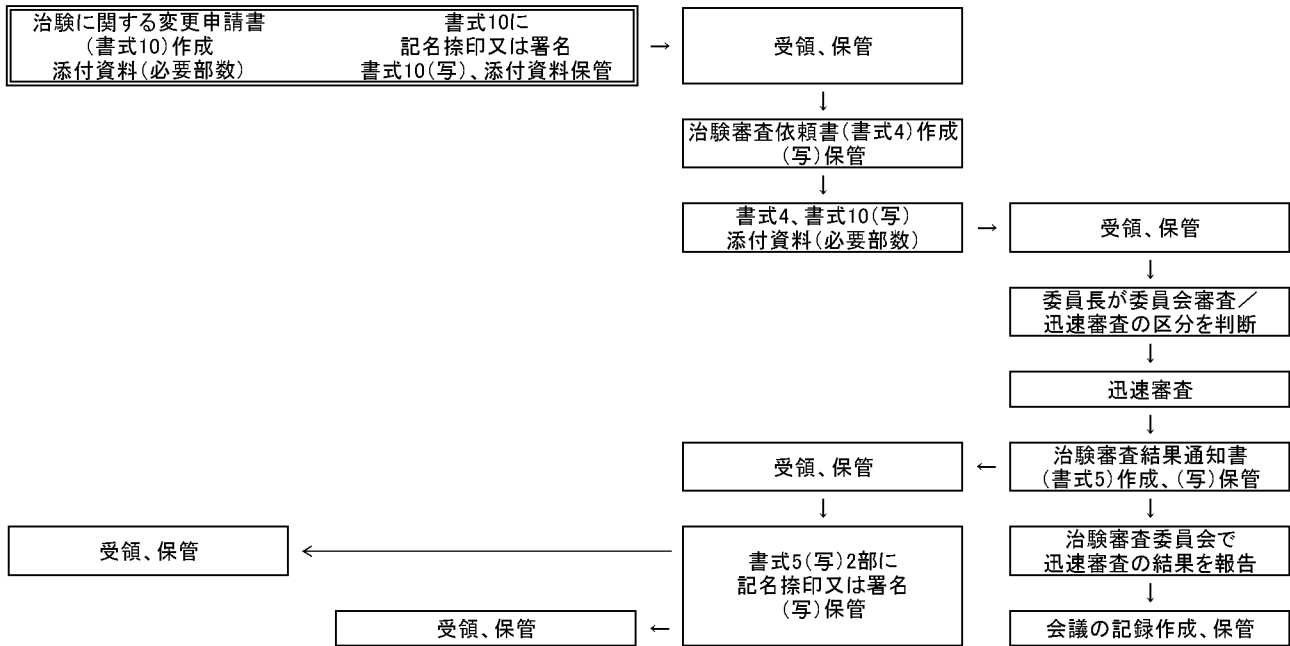 治験に関する変更申請書
(書式10)作成
添付資料(必要部数)
書式10に
記名捺印又は署名
書式10(写)、添付資料保管
→
受領、保管
↓
治験審査依頼書(書式4)作成
(写)保管
↓
書式4、書式10(写)
添付資料(必要部数)
→
受領、保管
↓
委員長が委員会審査／
迅速審査の区分を判断
↓
迅速審査
↓
治験審査結果通知書
(書式5)作成、(写)保管
←
受領、保管
↓
↓
治験審査委員会で
迅速審査の結果を報告
書式5(写)2部に
記名捺印又は署名
(写)保管
←
受領、保管
←
受領、保管
↓
会議の記録作成、保管